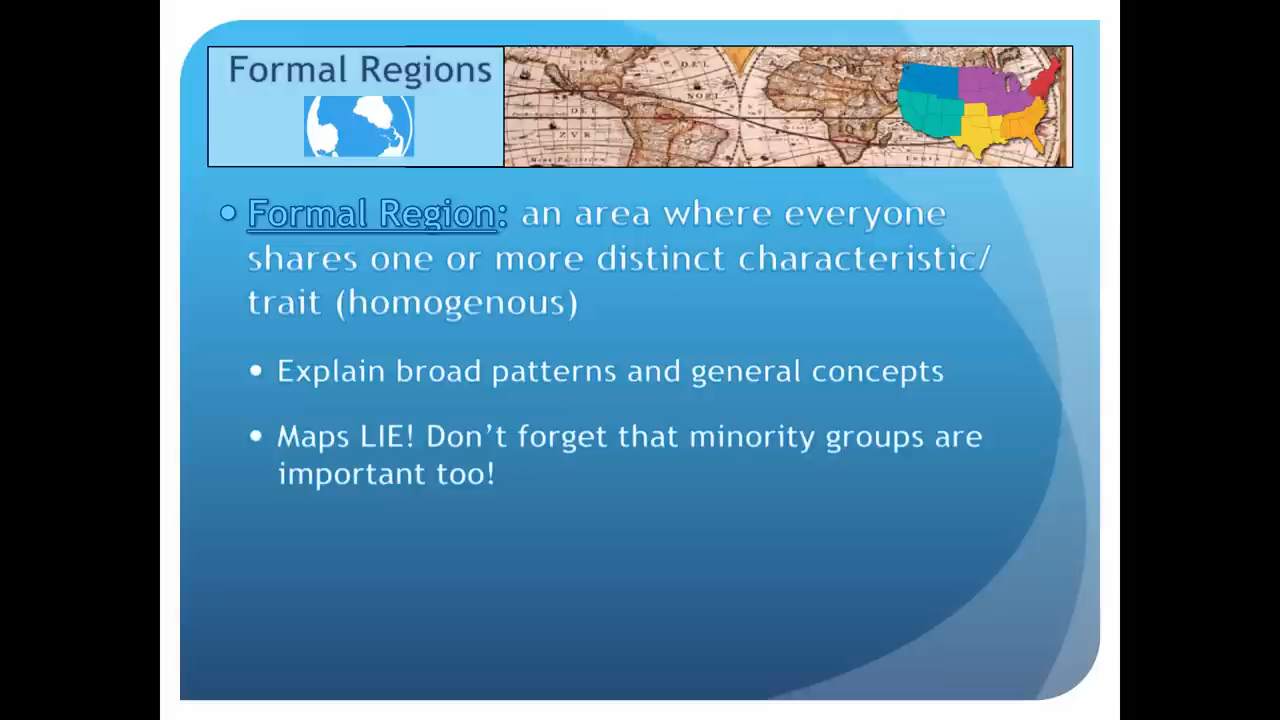 Formal Regions
• Formal Region: an area where everyone
shares one or more distinct characteristic/
trait (homogenous)
• Explain broad patterns and general concepts
• Maps LIE! Don’t forget that minority groups are
important too!